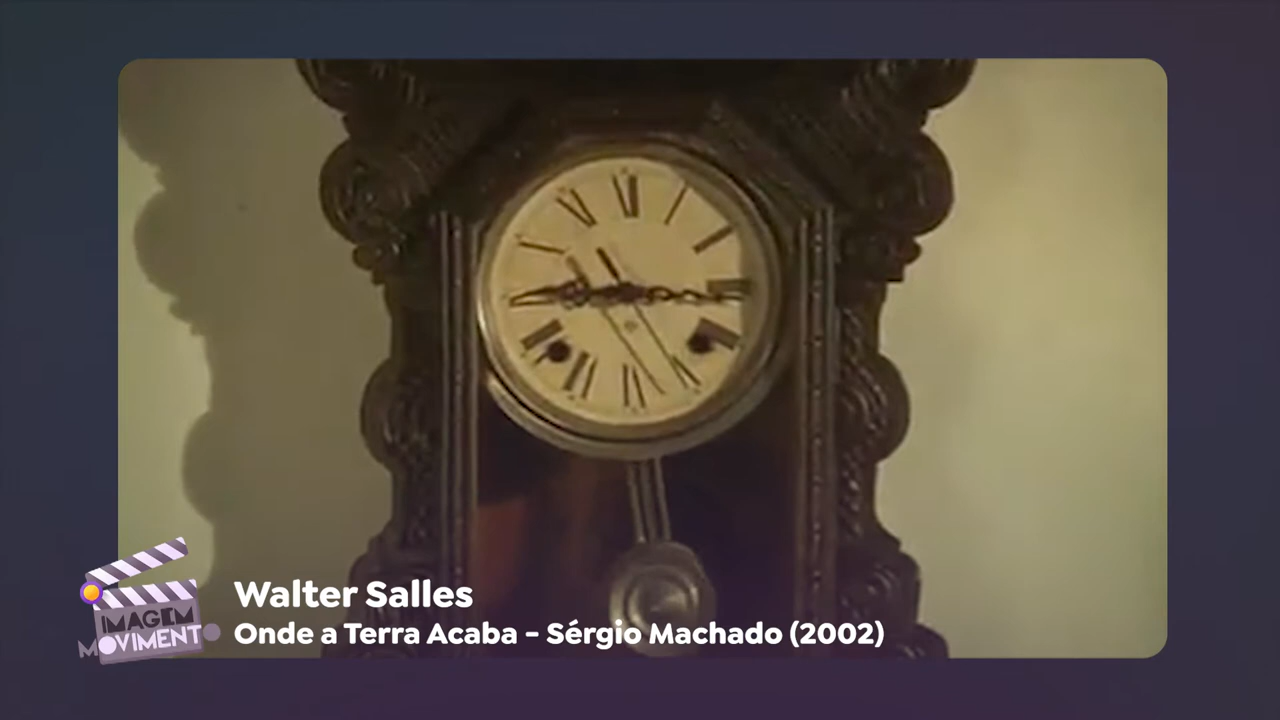 IMAGEM
MOVIMENTO
Walter Salles
Onde a Terra Acaba - Sérgio Machado (2002)